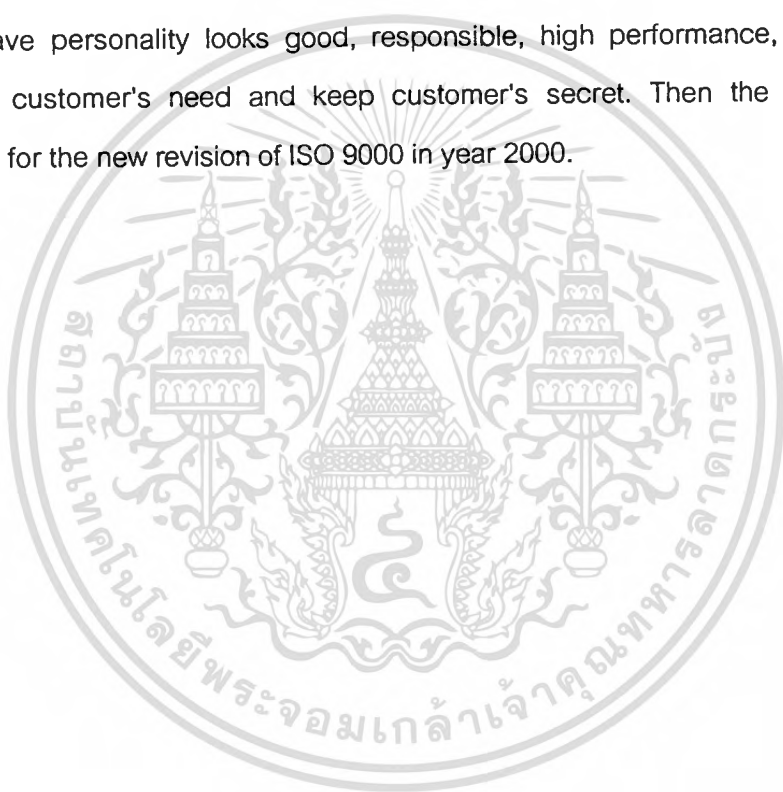 ave personality looks good, responsible, high performance,
customer's need and keep customer's secret. Then the
for the new revision of ISO 9000 in year 2000.
สถาบันเทคโนโลยีพระจอมเกล้าเจ้าคุณทหารลาดกระบัง